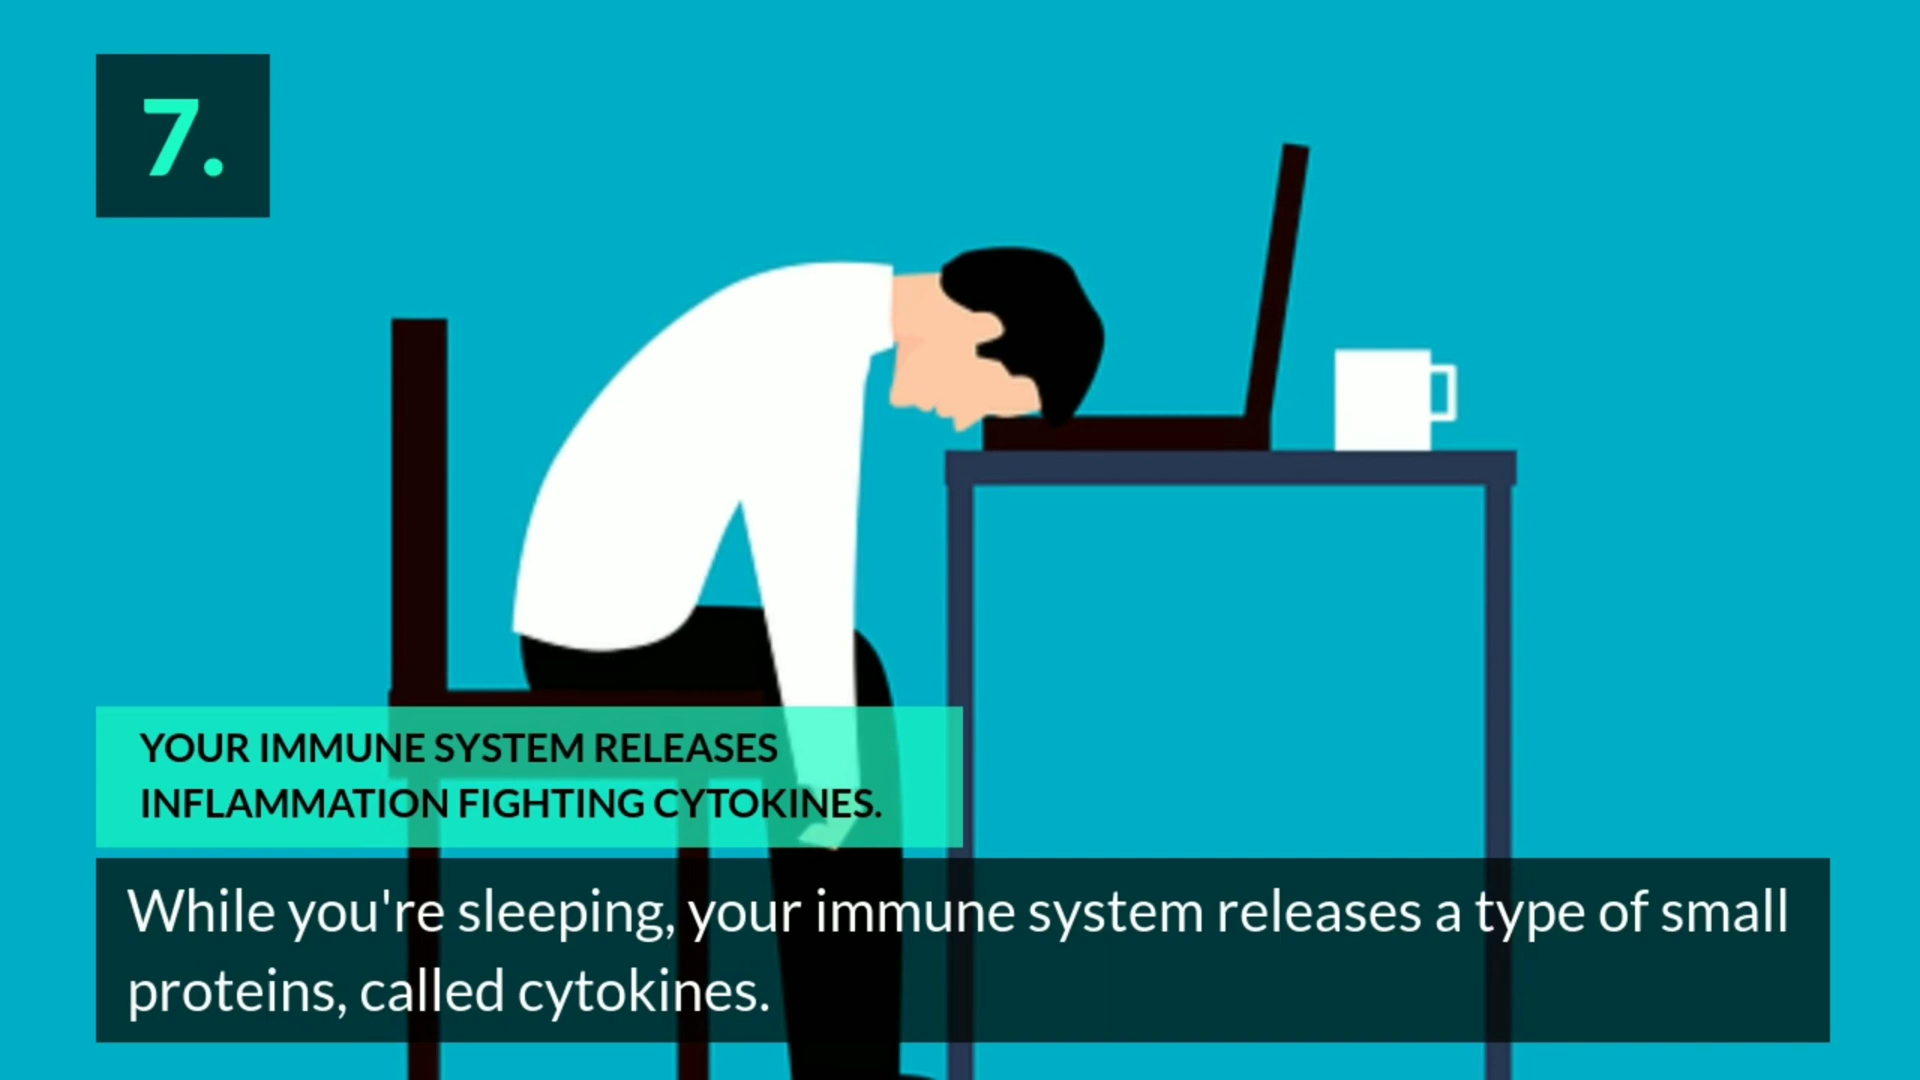 7.
YOUR IMMUNE SYSTEM RELEASES
INFLAMMATION FIGHTING CYTOKINES.
While you're sleeping, your immune system releases a type of small
proteins, called cytokines.